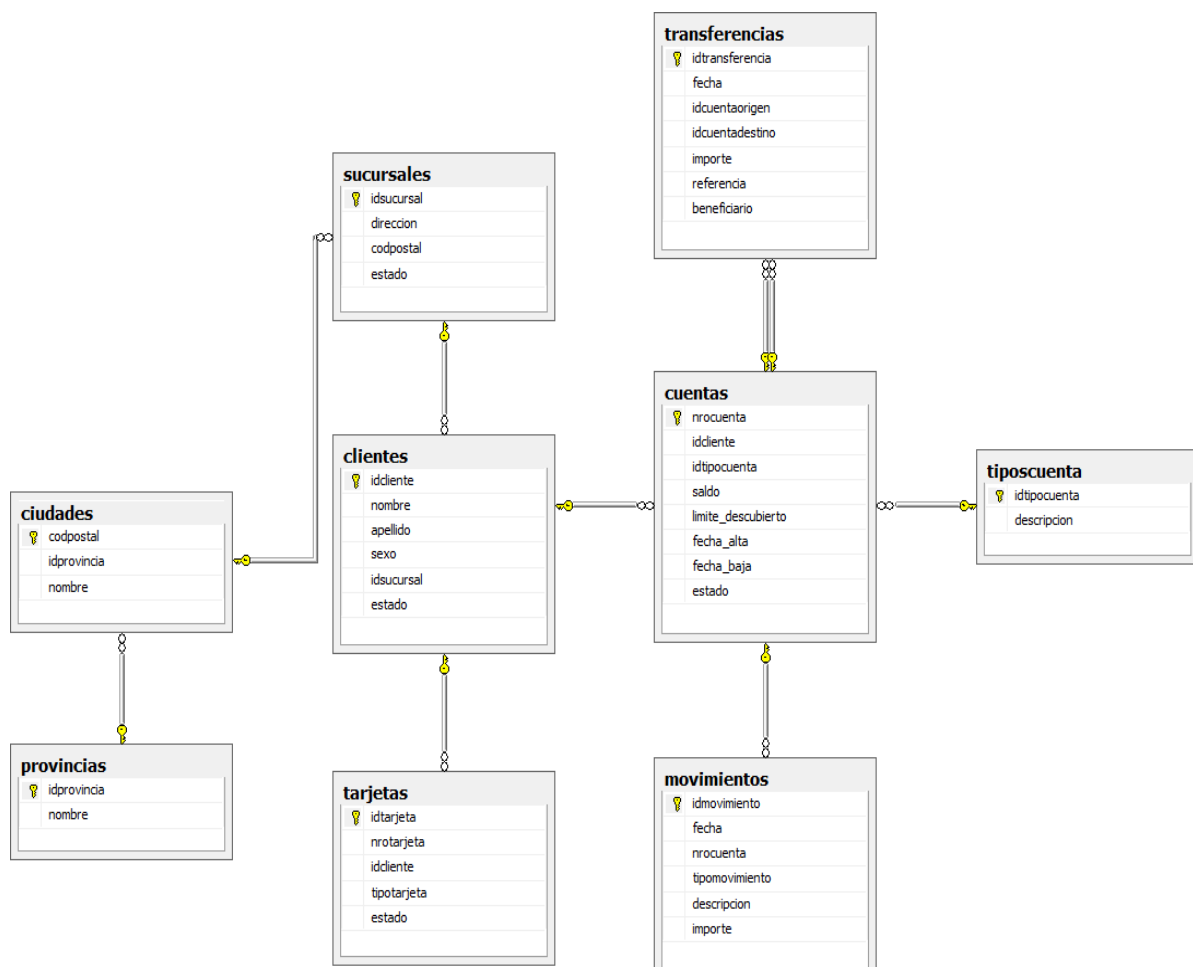 transferencias
idtransferencia
fecha
idcuentaorigen
idcuentadestino
importe
referencia
beneficiario
sucursales
idsucursal
direccion
codpostal
estado
cuentas
nrocuenta
idcliente
idtipocuenta
saldo
limite_descubierto
fecha_alta
fecha_baja
estado
clientes
idcliente
nombre
apellido
sexo
idsucursal
estado
tiposcuenta
idtipocuenta
descripcion
ciudades
codpostal
idprovincia
nombre
provincias
idprovincia
nombre
tarjetas
idtarjeta
nrotarjeta
idcliente
tipotarjeta
estado
movimientos
idmovimiento
fecha
nrocuenta
tipomovimiento
descripcion
importe